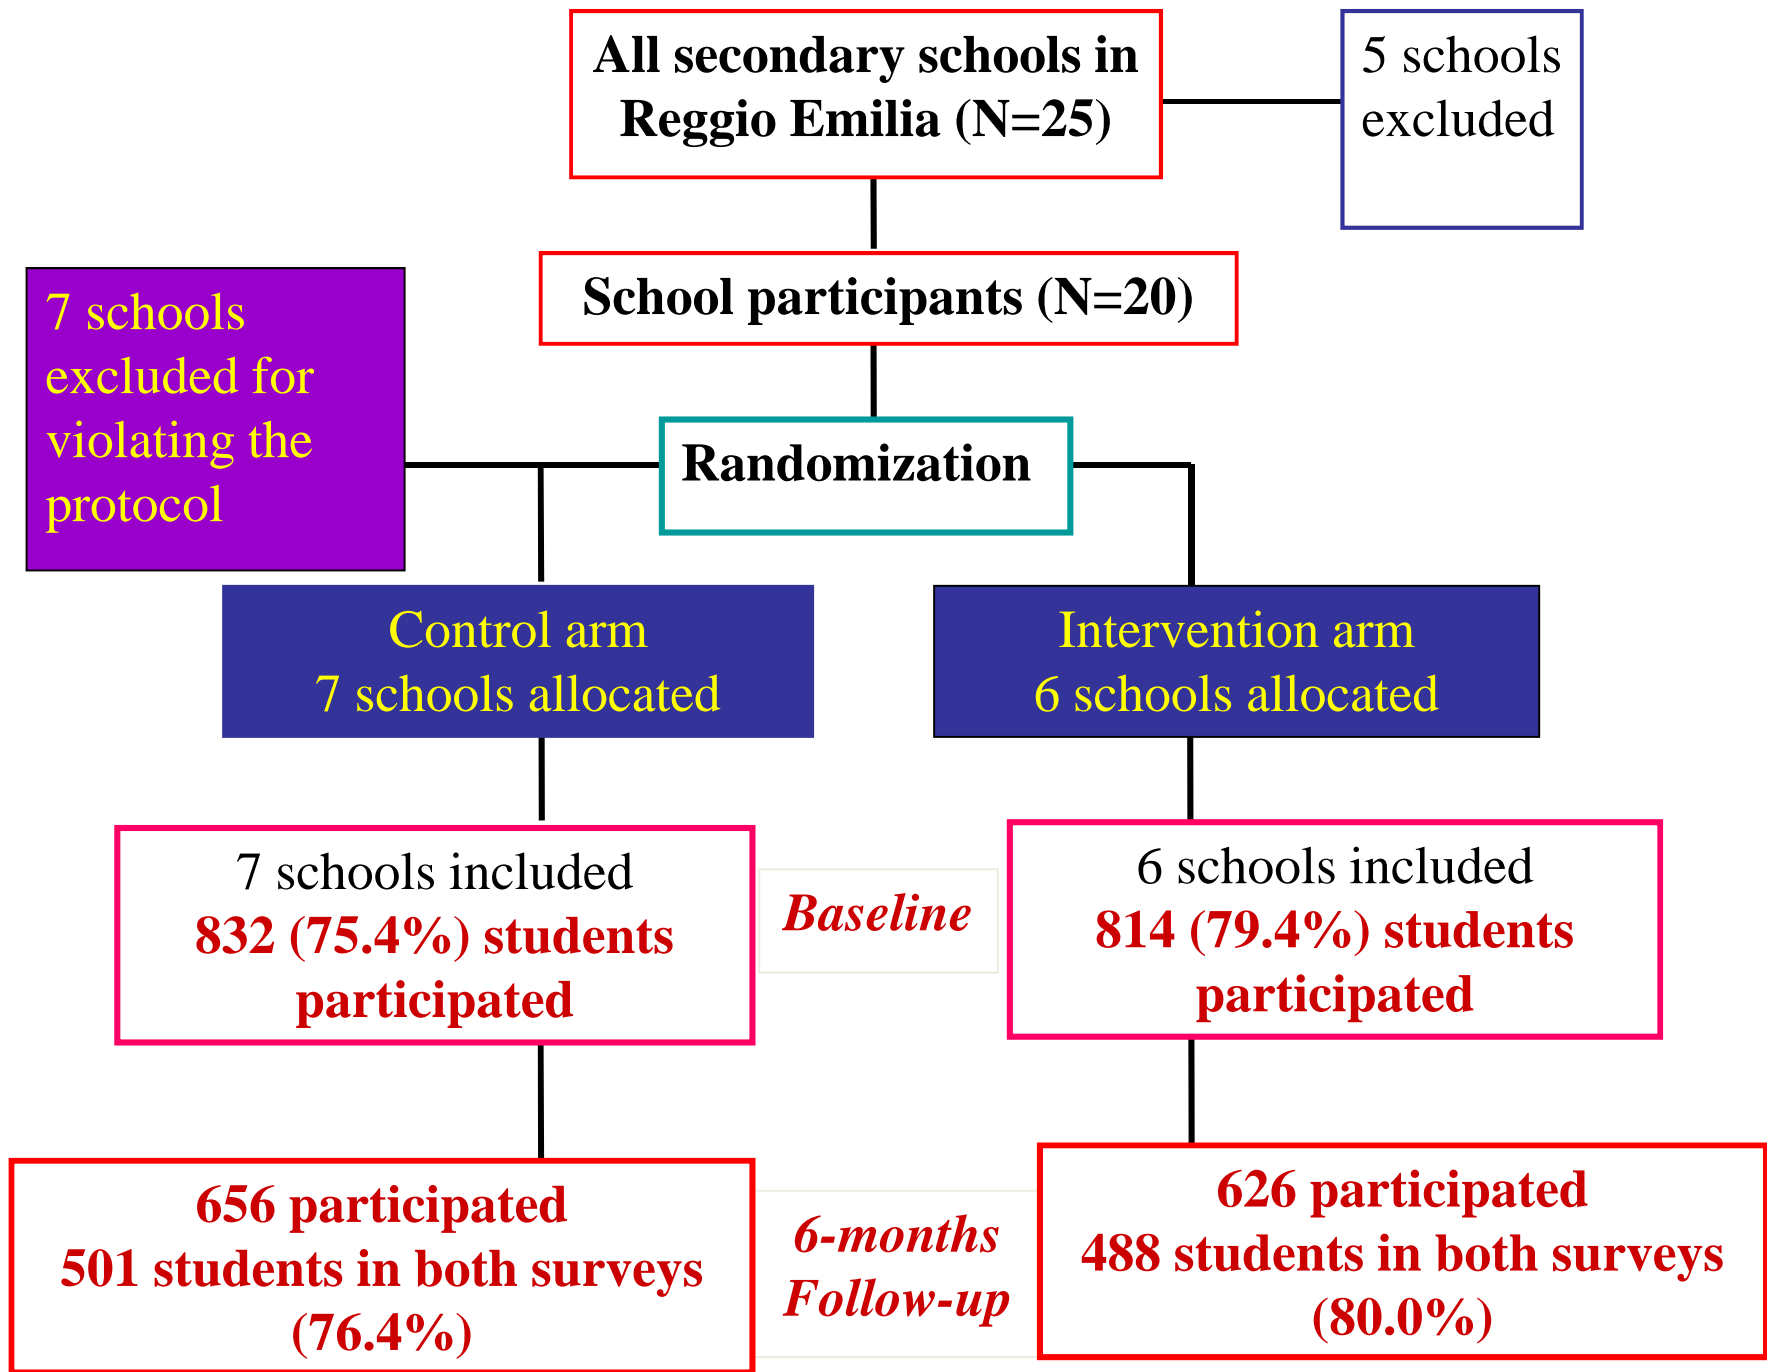 All secondary schools in
Reggio Emilia (N=25)
5 schools
excluded
School participants (N=20)
7 schools
excluded for
violating the
protocol
Randomization
Control arm
7 schools allocated
Intervention arm
6 schools allocated
7 schools included
832 (75.4%) students
participated
Baseline
6 schools included
814 (79.4%) students
participated
656 participated
501 students in both surveys
(76.4%)
6-months
Follow-up
626 participated
488 students in both surveys
(80.0%)